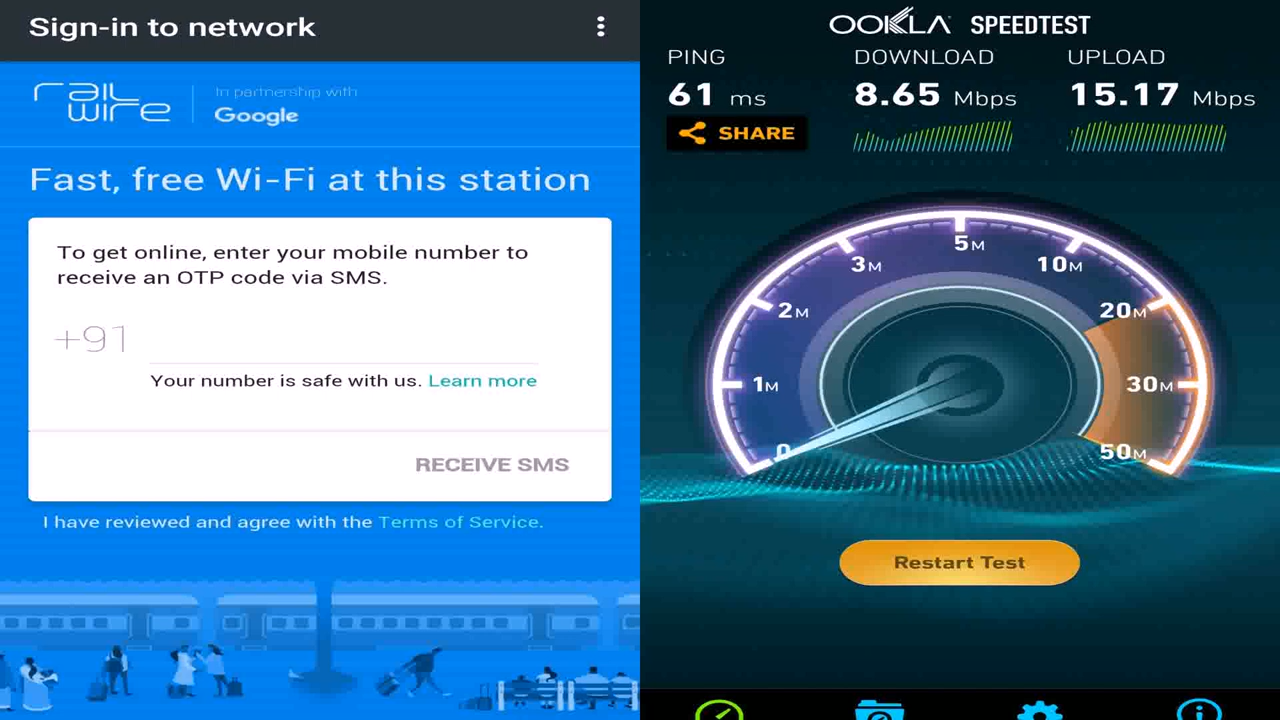 Sign-in to network
rail
wire
In partnership with
Google
Fast, free Wi-Fi at this station
To get online, enter your mobile number to
receive an OTP code via SMS.
+91
Your number is safe with us. Learn more
RECEIVE SMS
I have reviewed and agree with the Terms of Service.
OOKLA SPEEDTEST
PING
61 ms
DOWNLOAD
8.65 Mbps
UPLOAD
15.17 Mbps
SHARE
0
1M
2M
3M
5M
10M
20M
30M
50M
Restart Test